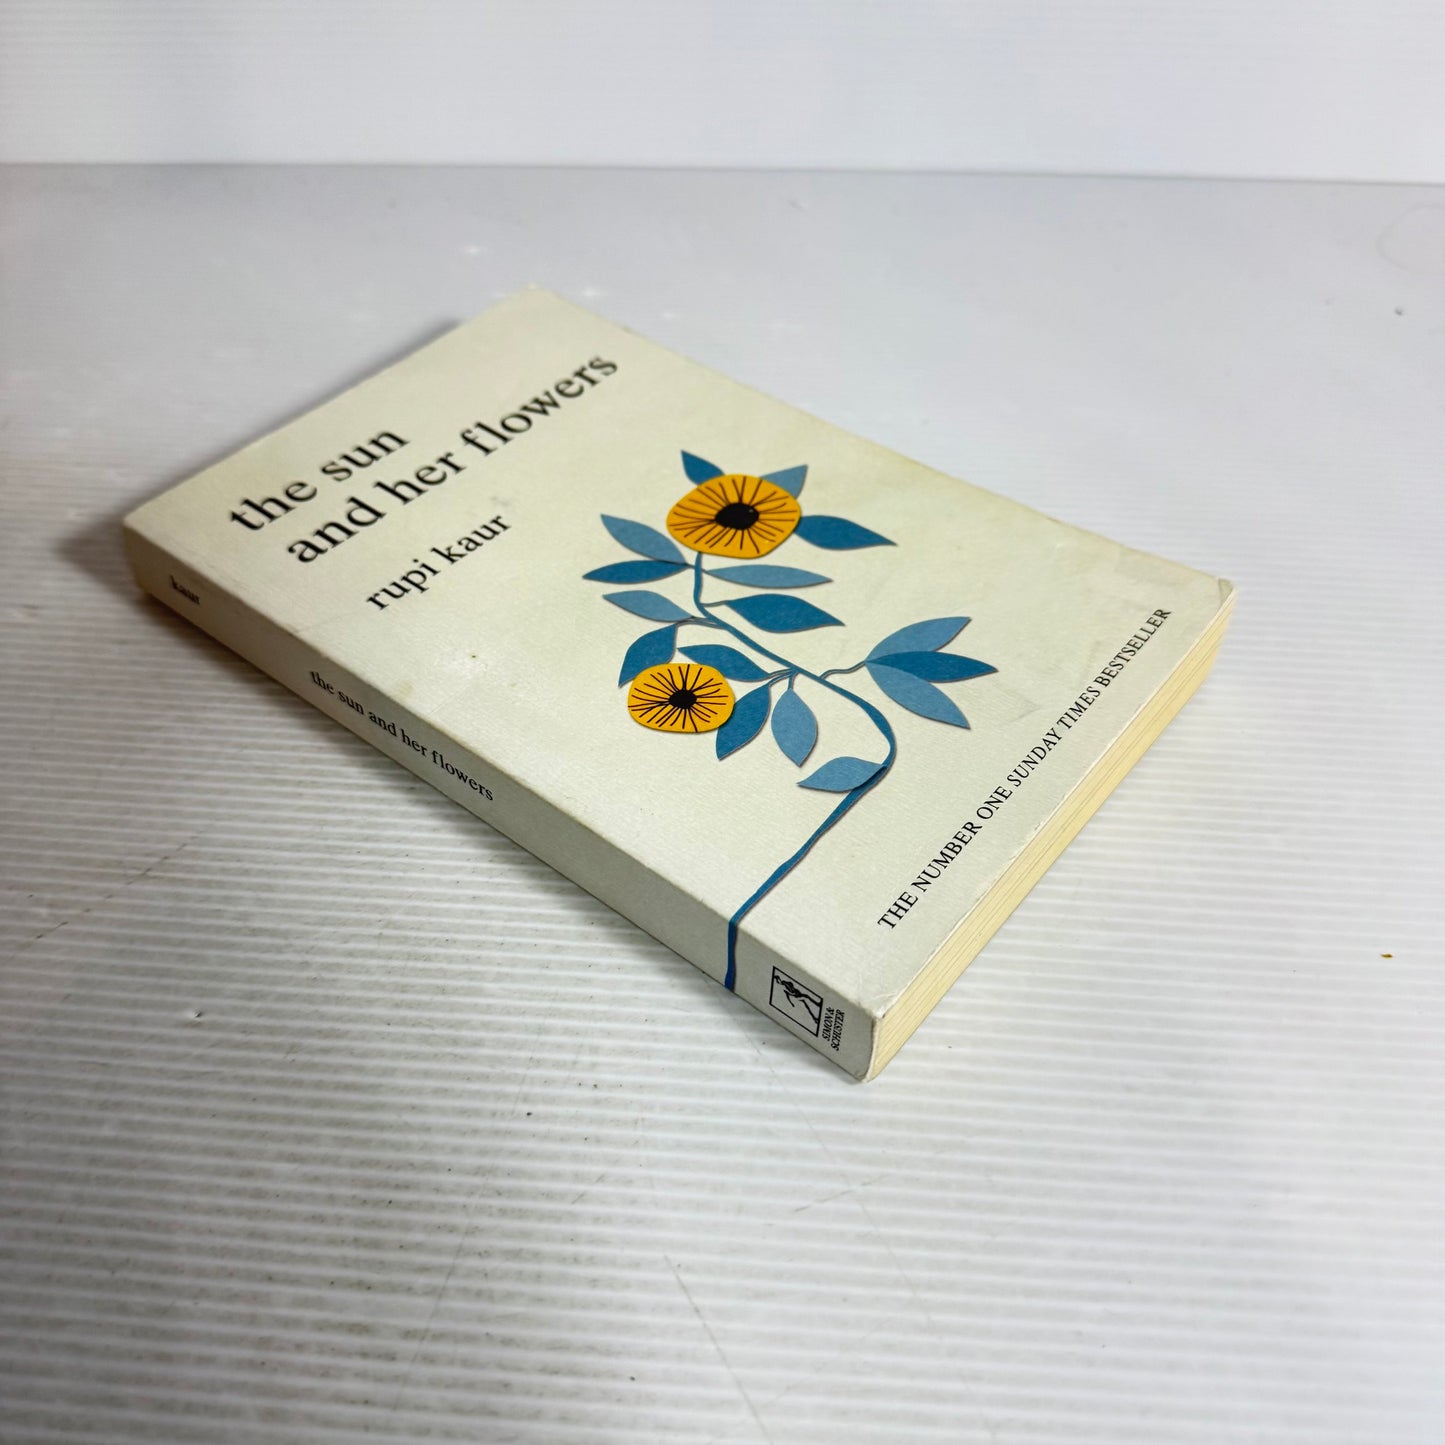 the sun
and her flowers
rupi kaur
THE NUMBER ONE SUNDAY TIMES BESTSELLER
kaur
the sun and her flowers
SIMON &
SCHUSTER